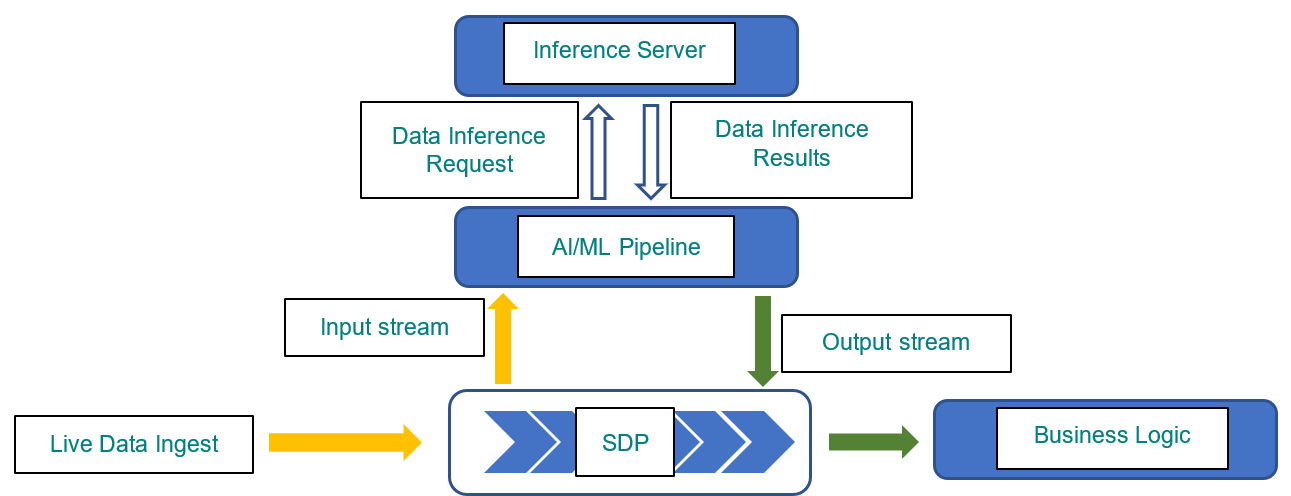 Inference Server
Data Inference
Request
Data Inference
Results
AI/ML Pipeline
Input stream
Output stream
Live Data Ingest
SDP
Business Logic